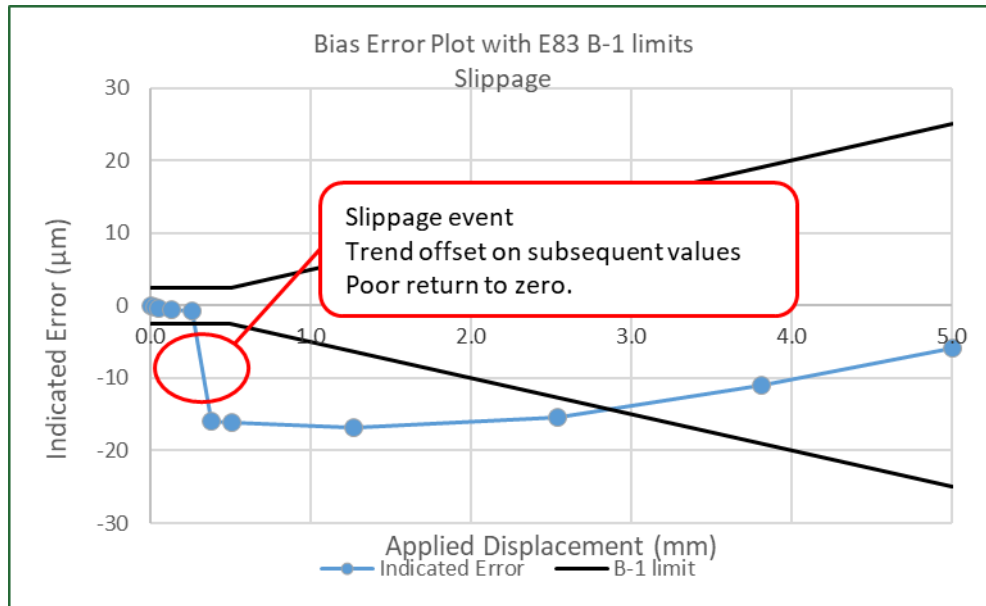 Bias Error Plot with E83 B-1 limits
Slippage
30
20
10
0
-10
-20
-30
Indicated Error (µm)
Slippage event
Trend offset on subsequent values
Poor return to zero.
0.0 1.0 2.0 3.0 4.0 5.0
Applied Displacement (mm)
Indicated Error B-1 limit